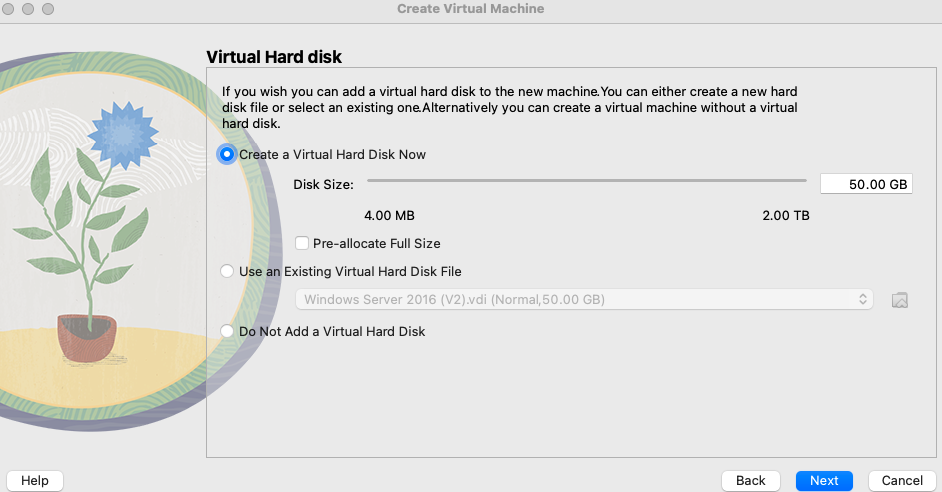 Create Virtual Machine
Virtual Hard disk
If you wish you can add a virtual hard disk to the new machine.You can either create a new hard
disk file or select an existing one.Alternatively you can create a virtual machine without a virtual
hard disk.
Create a Virtual Hard Disk Now
Disk Size:
50.00 GB
4.00 MB
2.00 TB
Pre-allocate Full Size
Use an Existing Virtual Hard Disk File
Windows Server 2016 (V2).vdi (Normal,50.00 GB)
Do Not Add a Virtual Hard Disk
Help
Back
Next
Cancel